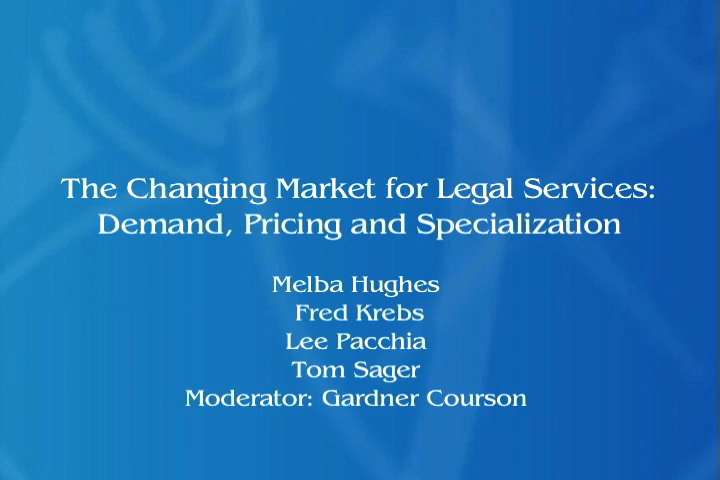 The Changing Market for Legal Services:
Demand, Pricing and Specialization
Melba Hughes
Fred Krebs
Lee Pacchia
Tom Sager
Moderator: Gardner Courson